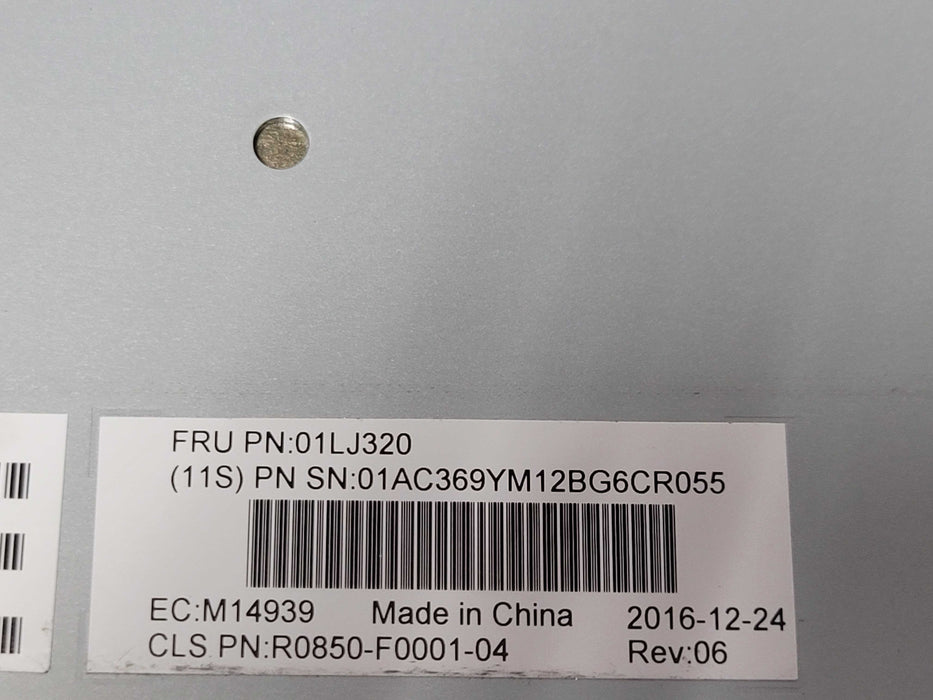 FRU PN:01LJ320
(11S) PN SN:01AC369YM12BG6CR055
EC:M14939 Made in China 2016-12-24
CLS PN:R0850-F0001-04 Rev:06